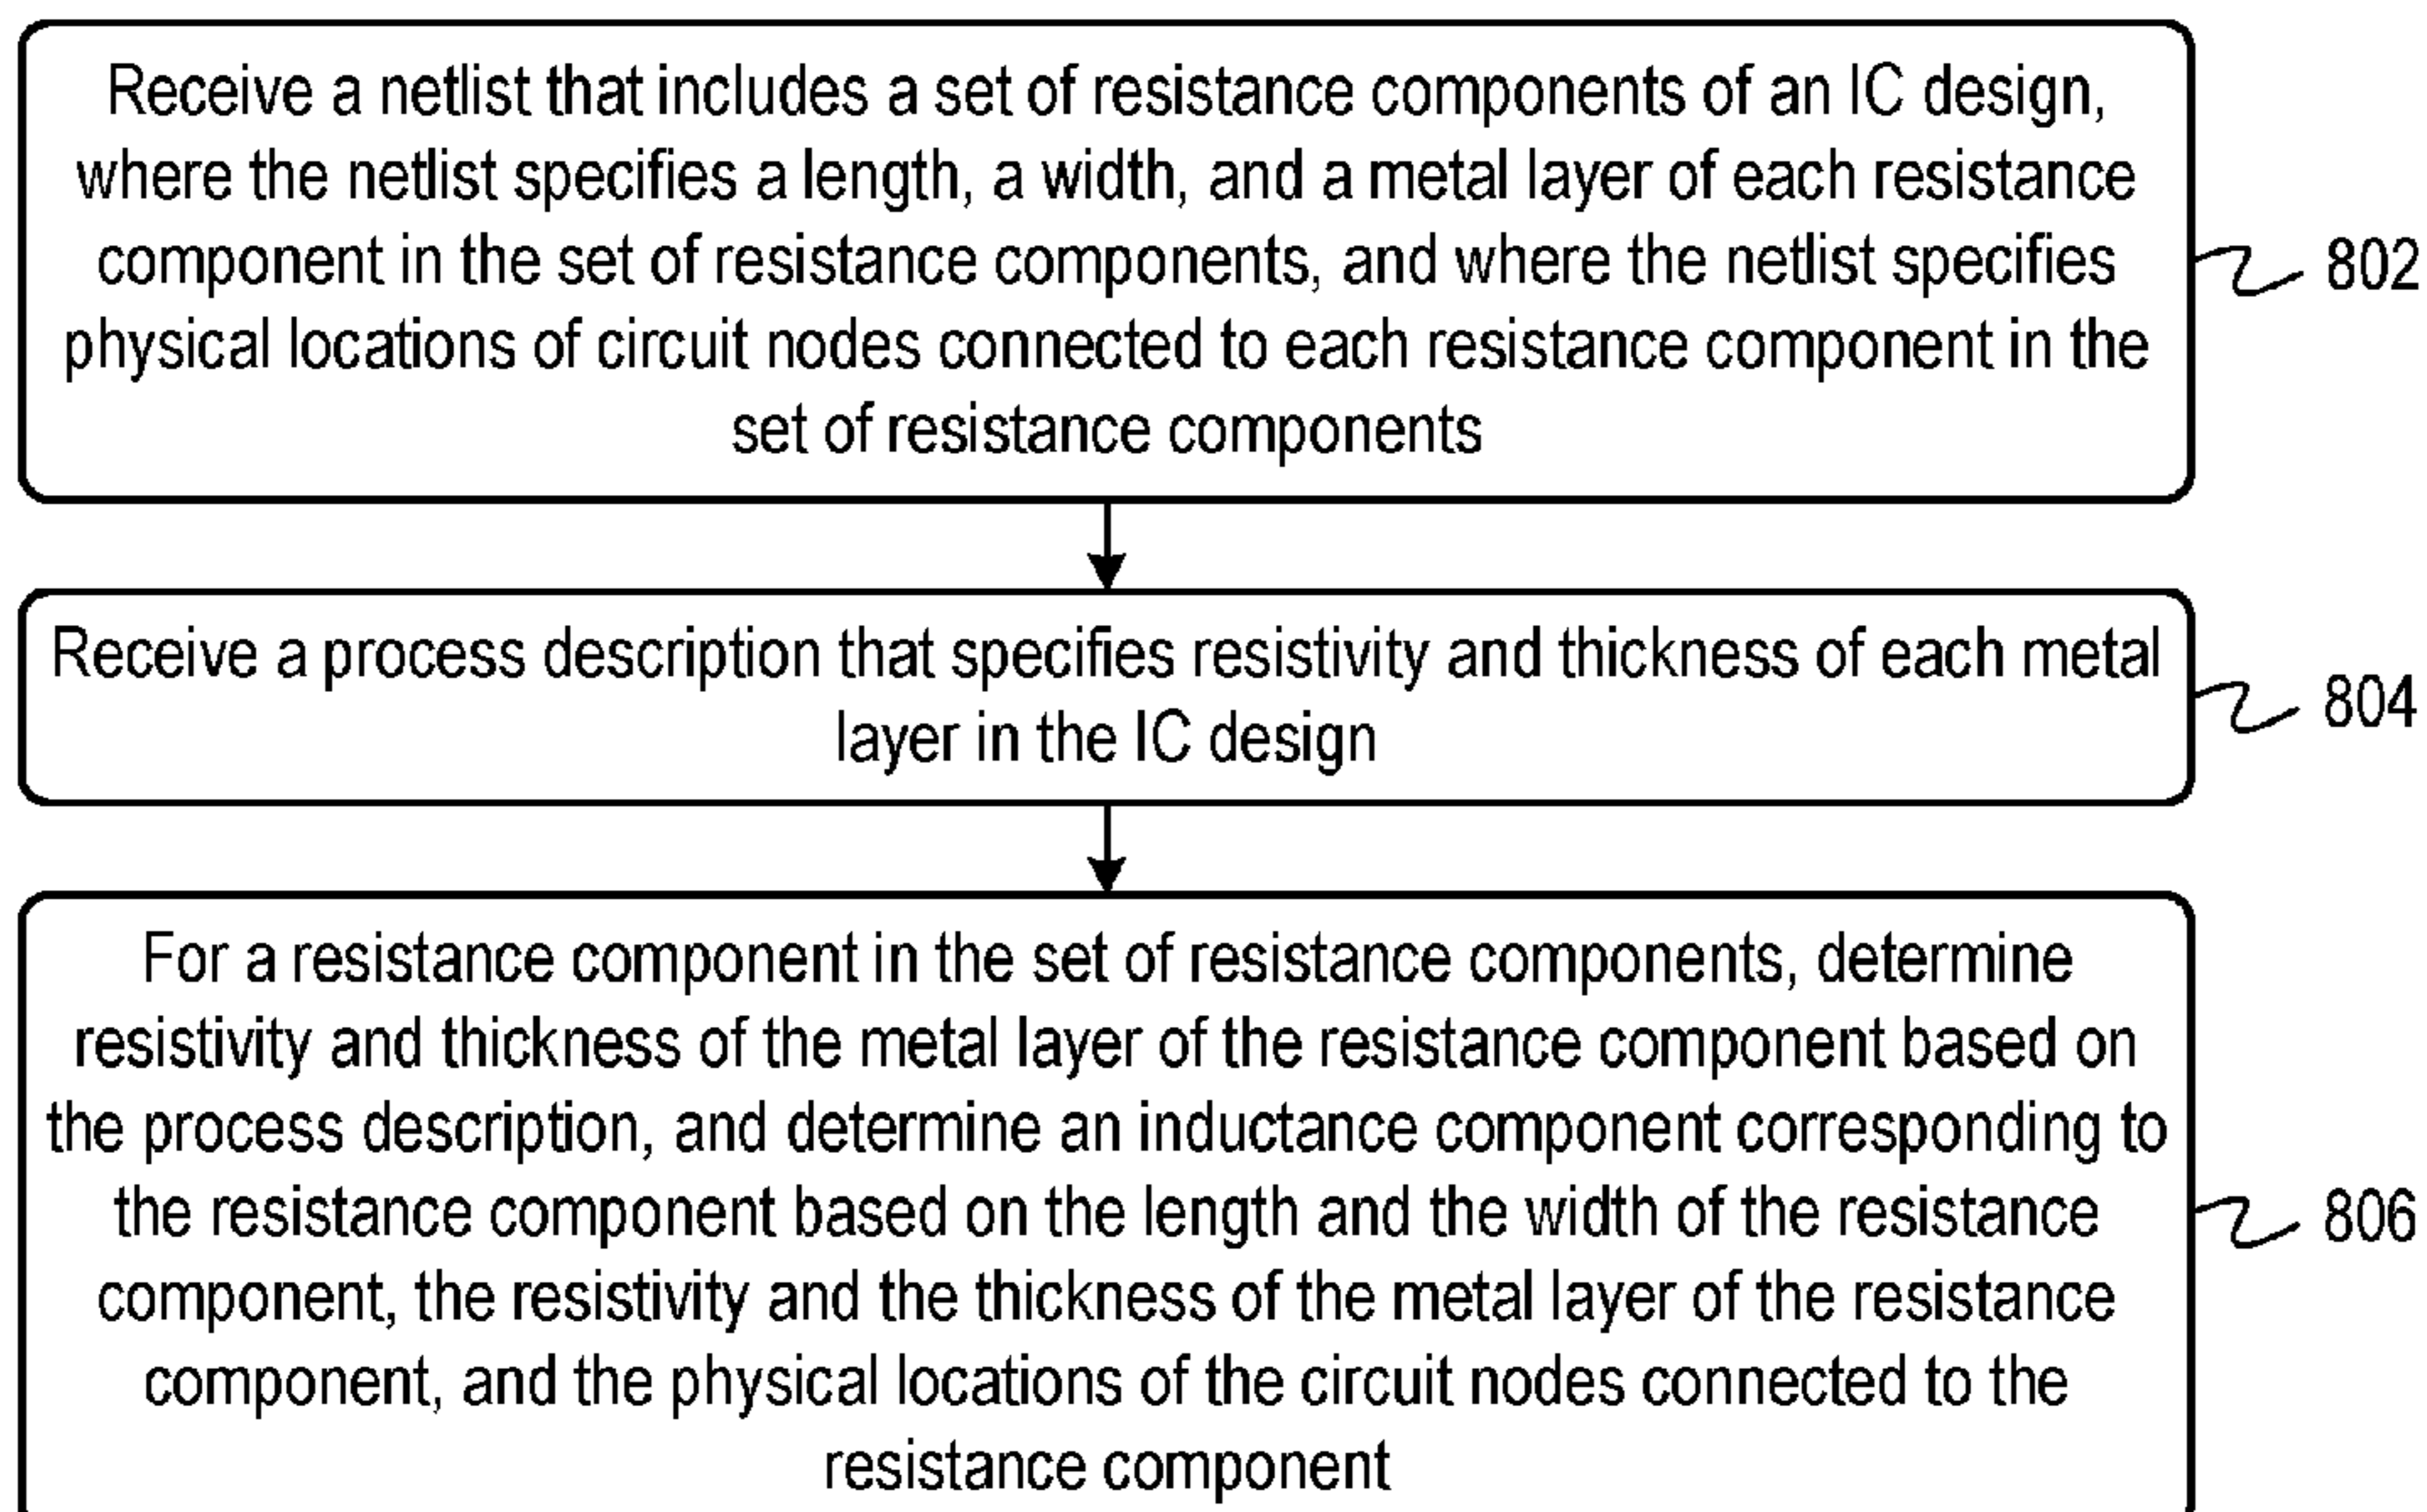 Receive a netlist that includes a set of resistance components of an IC design,
where the netlist specifies a length, a width, and a metal layer of each resistance
component in the set of resistance components, and where the netlist specifies
physical locations of circuit nodes connected to each resistance component in the
set of resistance components
802
Receive a process description that specifies resistivity and thickness of each metal
layer in the IC design
804
For a resistance component in the set of resistance components, determine
resistivity and thickness of the metal layer of the resistance component based on
the process description, and determine an inductance component corresponding to
the resistance component based on the length and the width of the resistance
component, the resistivity and the thickness of the metal layer of the resistance
component, and the physical locations of the circuit nodes connected to the
resistance component
806